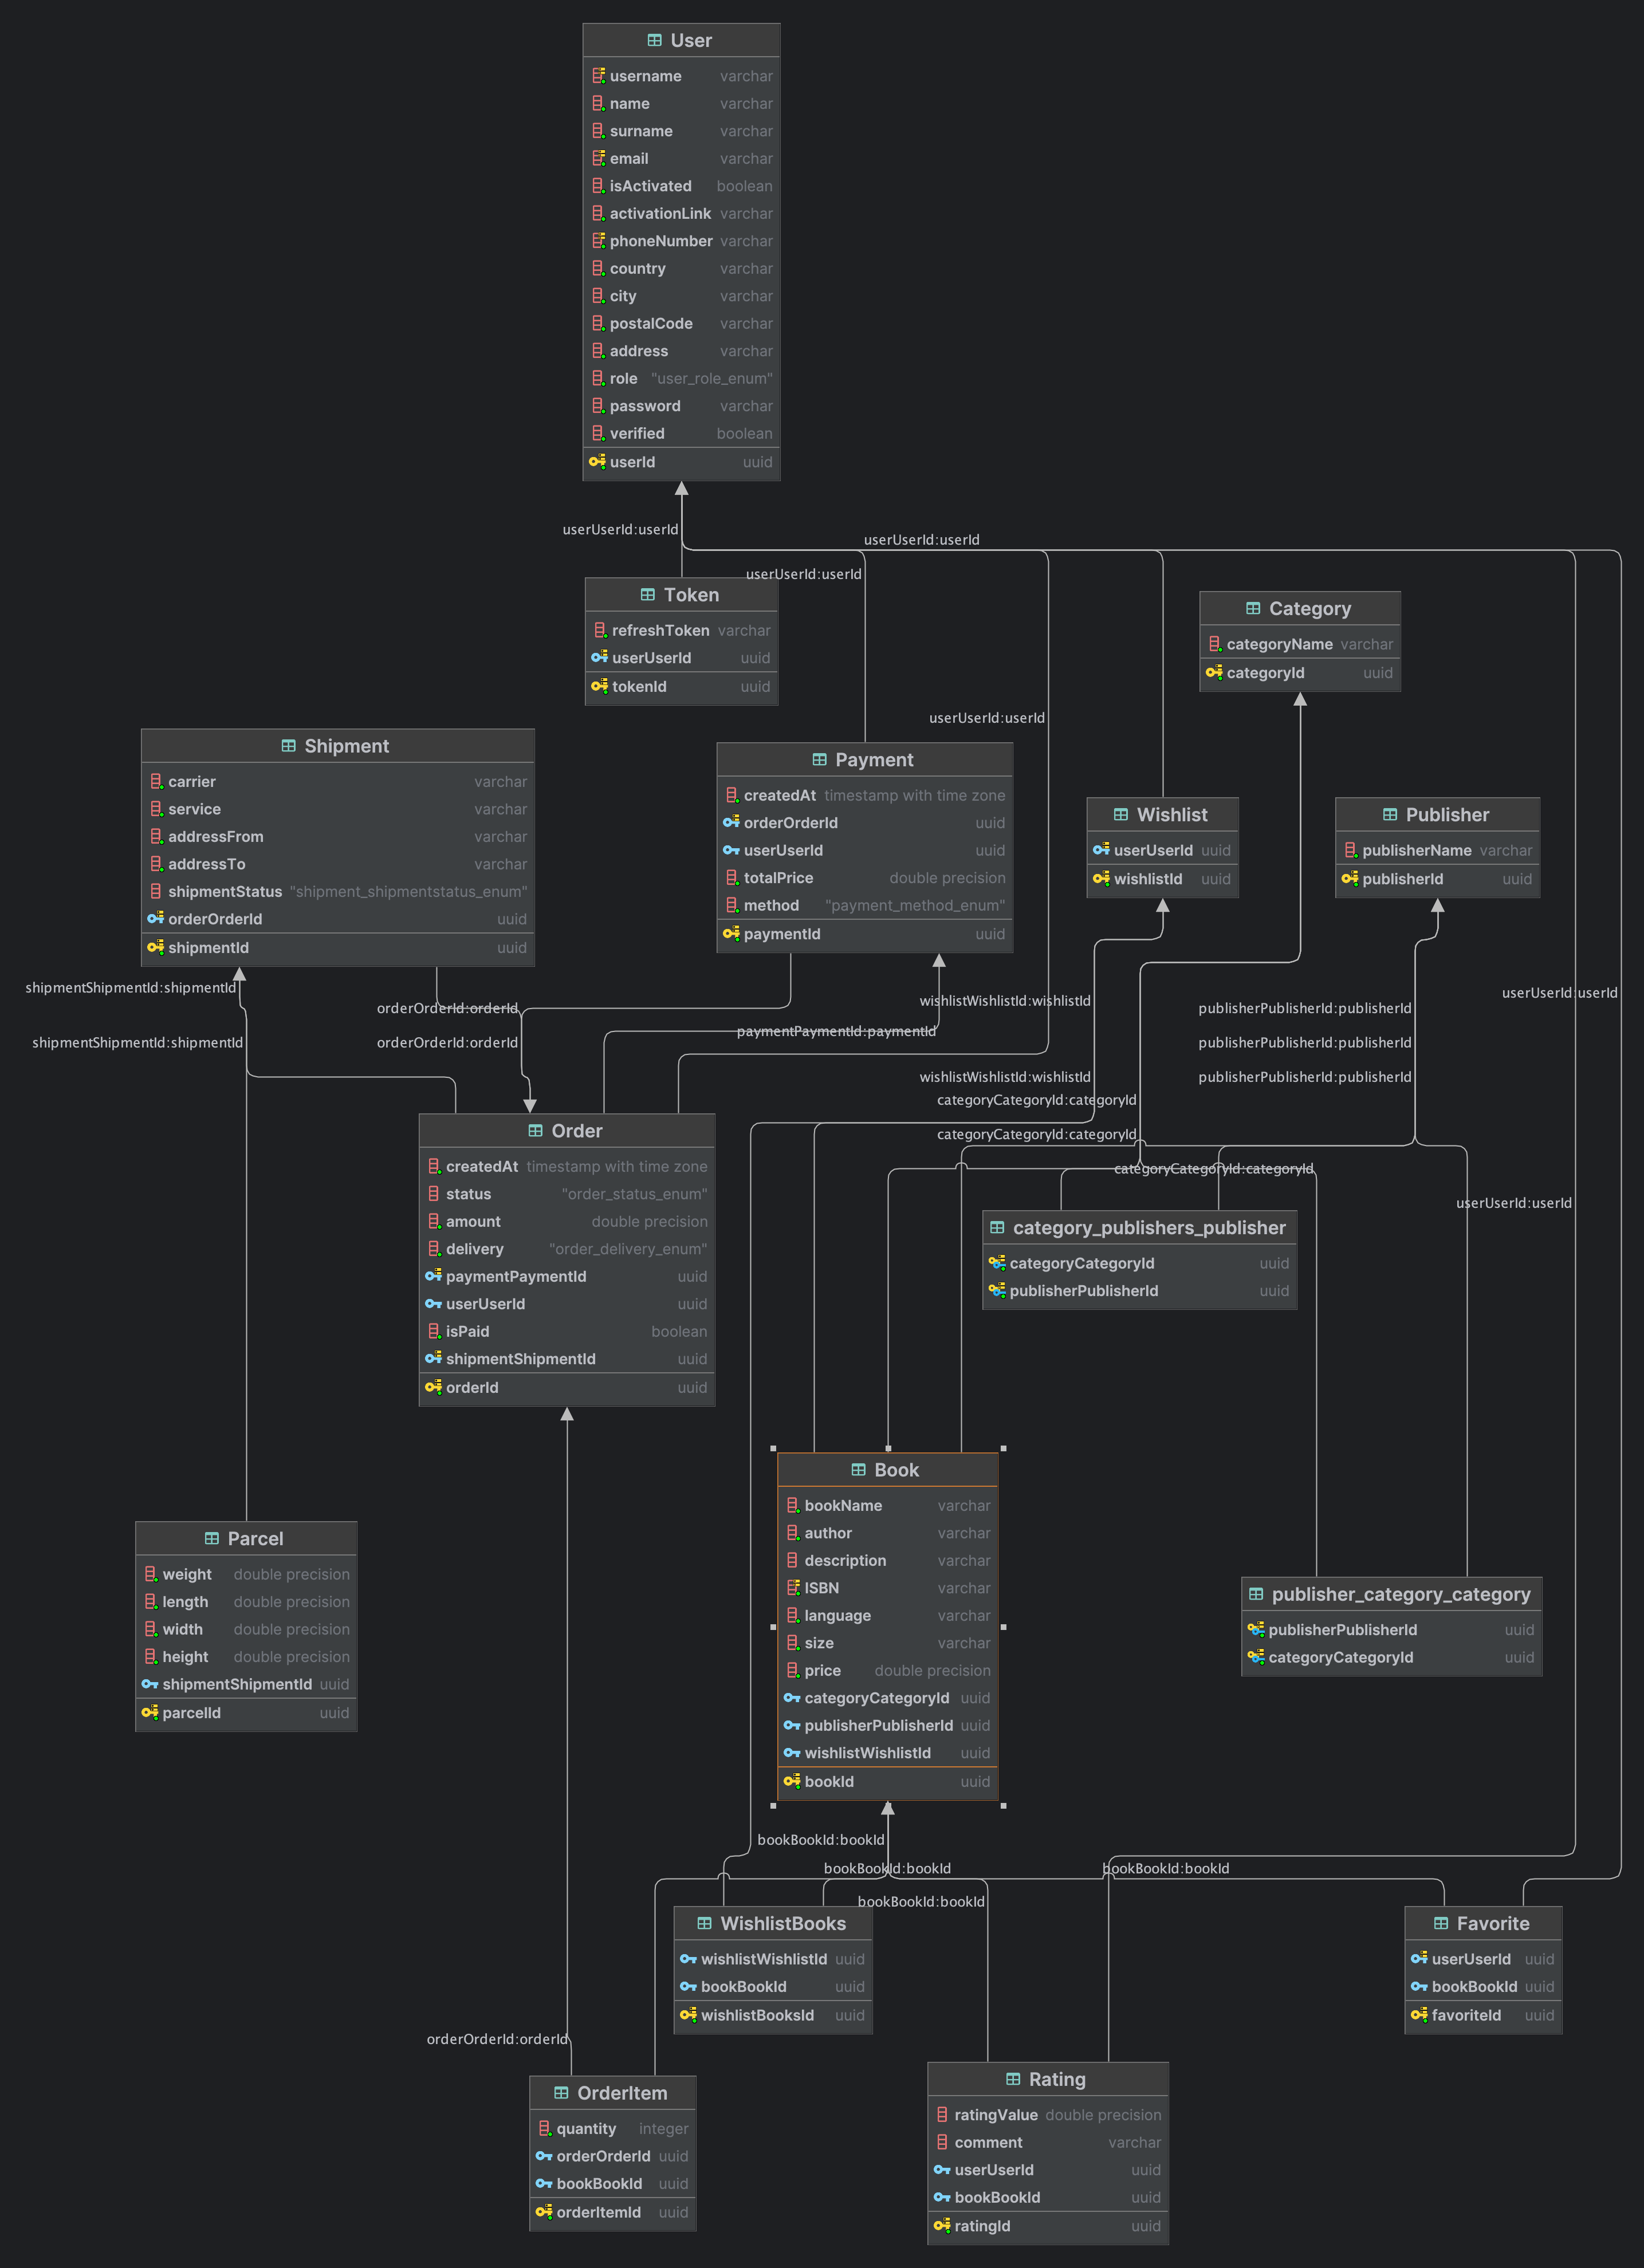 User
username varchar
name varchar
surname varchar
email varchar
isActivated boolean
activationLink varchar
phoneNumber varchar
country varchar
city varchar
postalCode varchar
address varchar
role "user_role_enum"
password varchar
verified boolean
userId uuid
userUserId:userId
userUserId:userId
userUserId:userId
Token
refreshToken varchar
userUserId uuid
tokenId uuid
Category
categoryName varchar
categoryId uuid
userUserId:userId
Shipment
carrier varchar
service varchar
addressFrom varchar
addressTo varchar
shipmentStatus "shipment_shipmentstatus_enum"
orderOrderId uuid
shipmentId uuid
Payment
createdAt timestamp with time zone
orderOrderId uuid
userUserId uuid
totalPrice double precision
method "payment_method_enum"
paymentId uuid
Wishlist
userUserId uuid
wishlistId uuid
Publisher
publisherName varchar
publisherId uuid
shipmentShipmentId:shipmentId
userUserId:userId
wishlistWishlistId:wishlistId
orderOrderId:orderId
publisherPublisherId:publisherId
paymentPaymentId:paymentId
shipmentShipmentId:shipmentId
orderOrderId:orderId
publisherPublisherId:publisherId
wishlistWishlistId:wishlistId
publisherPublisherId:publisherId
categoryCategoryId:categoryId
categoryCategoryId:categoryId
categoryCategoryId:categoryId
userUserId:userId
Order
createdAt timestamp with time zone
status "order_status_enum"
amount double precision
delivery "order_delivery_enum"
paymentPaymentId uuid
userUserId uuid
isPaid boolean
shipmentShipmentId uuid
orderId uuid
category_publishers_publisher
categoryCategoryId uuid
publisherPublisherId uuid
Book
bookName varchar
author varchar
description varchar
ISBN varchar
language varchar
size varchar
price double precision
categoryCategoryId uuid
publisherPublisherId uuid
wishlistWishlistId uuid
bookId uuid
Parcel
weight double precision
length double precision
width double precision
height double precision
shipmentShipmentId uuid
parcelId uuid
publisher_category_category
publisherPublisherId uuid
categoryCategoryId uuid
bookBookId:bookId
bookBookId:bookId
bookBookId:bookId
bookBookId:bookId
WishlistBooks
wishlistWishlistId uuid
bookBookId uuid
wishlistBooksId uuid
Favorite
userUserId uuid
bookBookId uuid
favoriteId uuid
orderOrderId:orderId
OrderItem
quantity integer
orderOrderId uuid
bookBookId uuid
orderItemId uuid
Rating
ratingValue double precision
comment varchar
userUserId uuid
bookBookId uuid
ratingId uuid